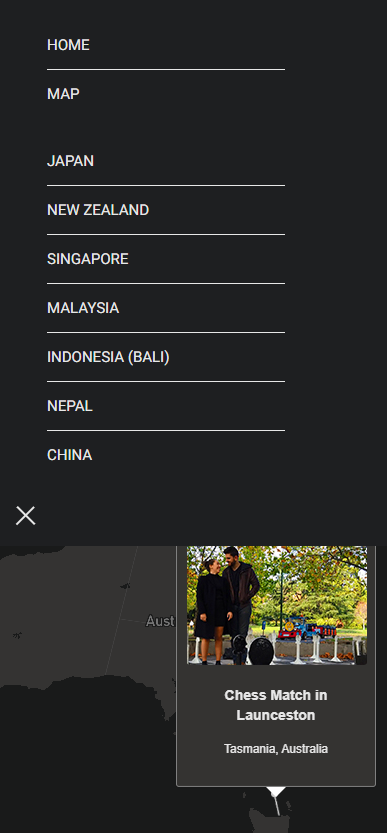 HOME
MAP
JAPAN
NEW ZEALAND
SINGAPORE
MALAYSIA
INDONESIA (BALI)
NEPAL
CHINA
Aust
Chess Match in
Launceston
Tasmania, Australia